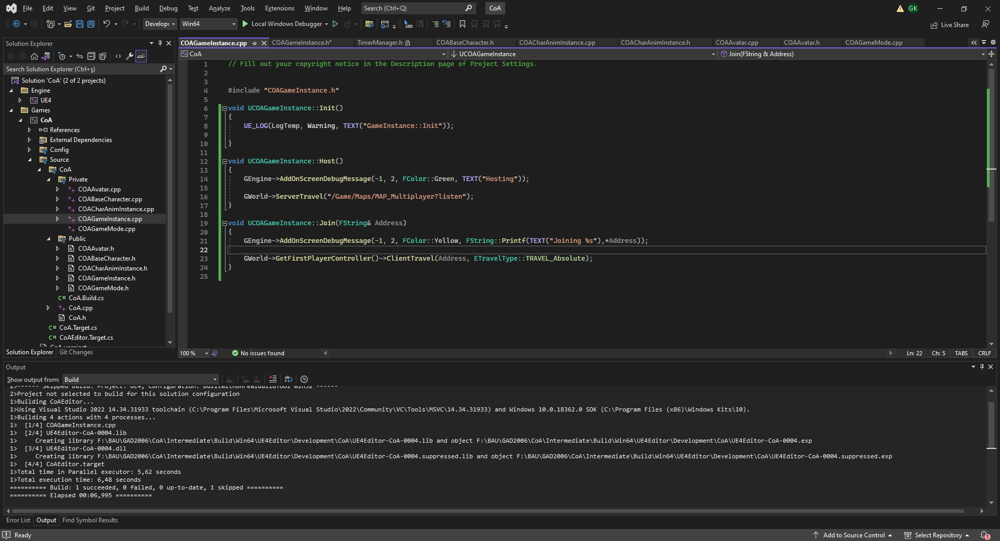 File Edit View Git Project Build Debug Test Analyze Tools Extensions Window Help Search (Ctrl+Q) CoA GK
Developr Win64 Local Windows Debugger Live Share
Solution Explorer
Search Solution Explorer (Ctrl+ş)
Solution 'CoA' (2 of 2 projects)
Engine
UE4
Games
CoA
References
External Dependencies
Config
Source
CoA
Private
COAAvatar.cpp
COABaseCharacter.cpp
COACharAnimInstance.cpp
COAGameInstance.cpp
COAGameMode.cpp
Public
COAAvatar.h
COABaseCharacter.h
COACharAnimInstance.h
COAGameInstance.h
COAGameMode.h
CoA.Build.cs
CoA.cpp
CoA.h
CoA.Target.cs
CoAEditor.Target.cs
CoA.uproject
Solution Explorer Git Changes
COAGameInstance.cpp COAGameInstance.h* TimerManager.h COABaseCharacter.h COACharAnimInstance.cpp COACharAnimInstance.h COAAvatar.cpp COAAvatar.h COAGameMode.cpp
CoA UCOAGameInstance Join(FString & Address)
1 // Fill out your copyright notice in the Description page of Project Settings.
2
3
4 #include "COAGameInstance.h"
5
6 void UCOAGameInstance::Init()
7 {
8 UE_LOG(LogTemp, Warning, TEXT("GameInstance::Init"));
9
10 }
11
12 void UCOAGameInstance::Host()
13 {
14 GEngine->AddOnScreenDebugMessage(-1, 2, FColor::Green, TEXT("Hosting"));
15
16 GWorld->ServerTravel("/Game/Maps/MAP_Multiplayer?listen");
17 }
18
19 void UCOAGameInstance::Join(FString& Address)
20 {
21 GEngine->AddOnScreenDebugMessage(-1, 2, FColor::Yellow, FString::Printf(TEXT("Joining %s"),*Address));
22
23 GWorld->GetFirstPlayerController()->ClientTravel(Address, ETravelType::TRAVEL_Absolute);
24 }
25
100 % No issues found Ln: 22 Ch: 5 TABS CRLF
Output
Show output from: Build
2>------ Skipped Build: Project: UE4, Configuration: BuiltWithUnrealBuildTool Win32 ------
2>Project not selected to build for this solution configuration
1>Building CoAEditor...
1>Using Visual Studio 2022 14.34.31933 toolchain (C:\Program Files\Microsoft Visual Studio\2022\Community\VC\Tools\MSVC\14.34.31933) and Windows 10.0.18362.0 SDK (C:\Program Files (x86)\Windows Kits\10).
1>Building 4 actions with 4 processes...
1> [1/4] COAGameInstance.cpp
1> [2/4] UE4Editor-CoA-0004.lib
1> Creating library F:\BAU\GAD2006\CoA\Intermediate\Build\Win64\UE4Editor\Development\CoA\UE4Editor-CoA-0004.lib and object F:\BAU\GAD2006\CoA\Intermediate\Build\Win64\UE4Editor\Development\CoA\UE4Editor-CoA-0004.exp
1> [3/4] UE4Editor-CoA-0004.dll
1> Creating library F:\BAU\GAD2006\CoA\Intermediate\Build\Win64\UE4Editor\Development\CoA\UE4Editor-CoA-0004.suppressed.lib and object F:\BAU\GAD2006\CoA\Intermediate\Build\Win64\UE4Editor\Development\CoA\UE4Editor-CoA-0004.suppressed.exp
1> [4/4] CoAEditor.target
1>Total time in Parallel executor: 5,62 seconds
1>Total execution time: 6,48 seconds
========== Build: 1 succeeded, 0 failed, 0 up-to-date, 1 skipped ==========
========== Elapsed 00:06,995 ==========
Error List Output Find Symbol Results
Ready Add to Source Control Select Repository 1